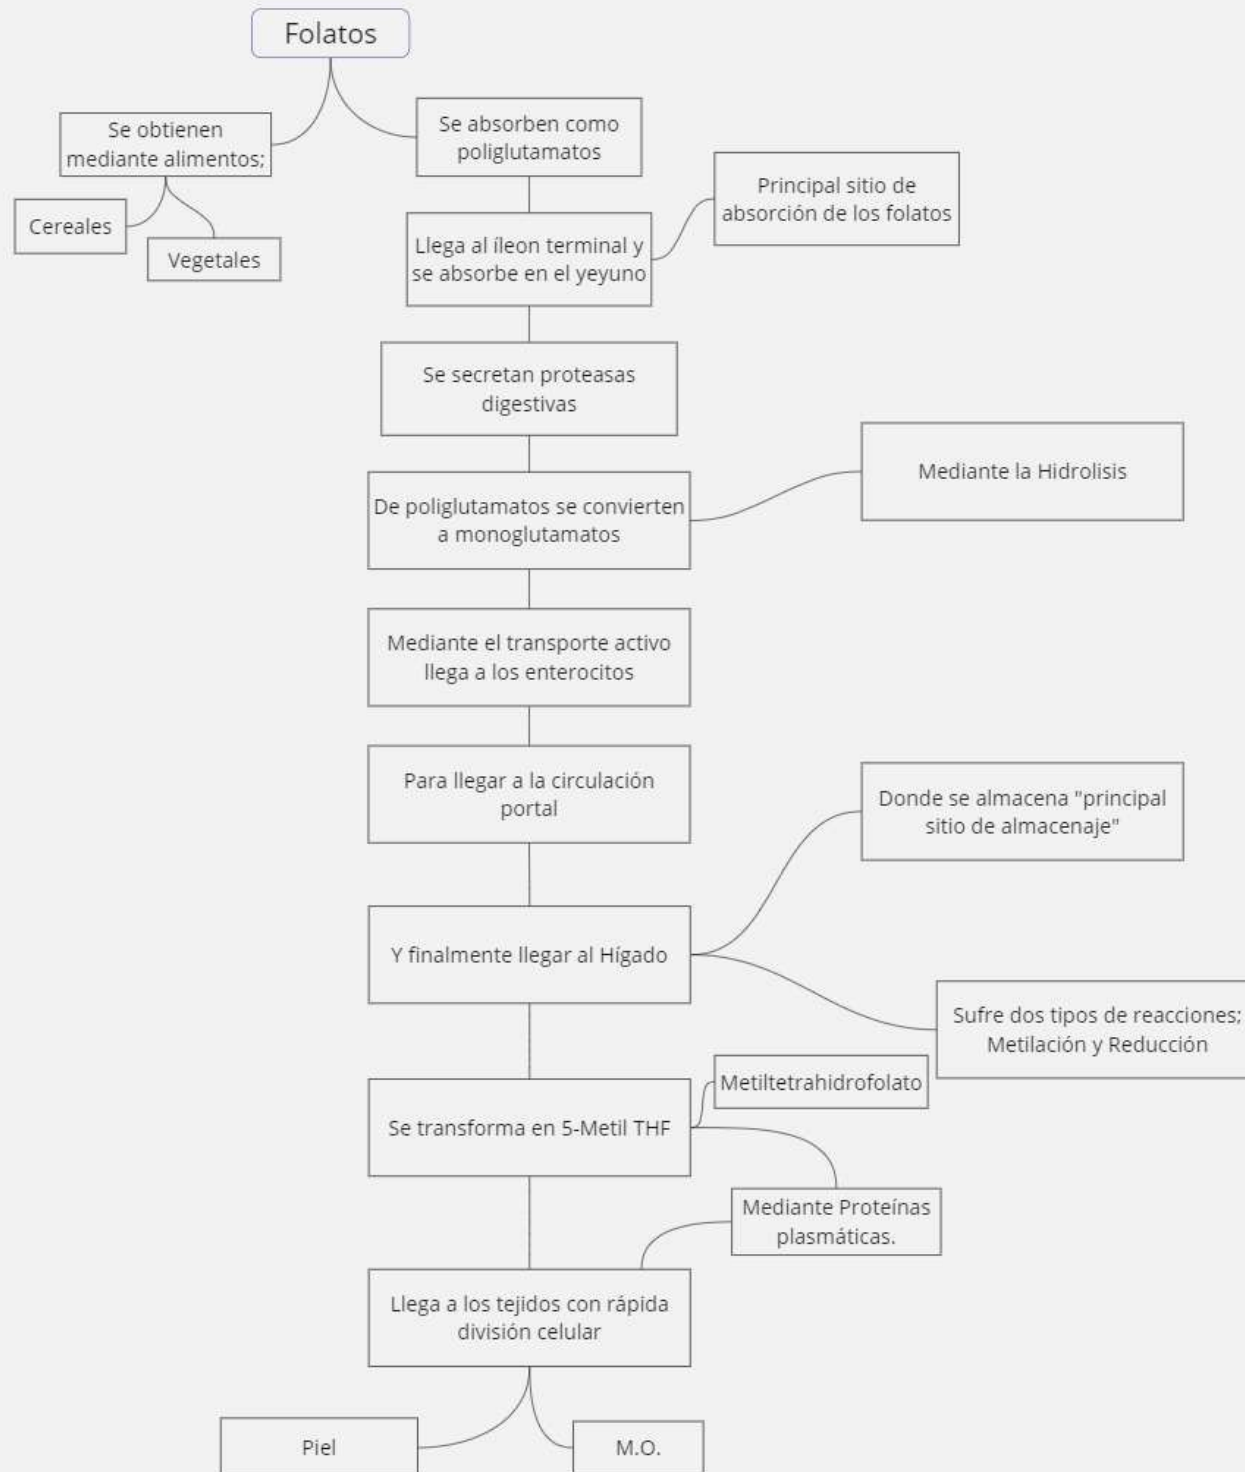 Folatos
Se obtienen
mediante alimentos;
Cereales
Vegetales
Se absorben como
poliglutamatos
Llega al íleon terminal y
se absorbe en el yeyuno
Principal sitio de
absorción de los folatos
Se secretan proteasas
digestivas
De poliglutamatos se convierten
a monoglutamatos
Mediante la Hidrolisis
Mediante el transporte activo
llega a los enterocitos
Para llegar a la circulación
portal
Y finalmente llegar al Hígado
Donde se almacena "principal
sitio de almacenaje"
Sufre dos tipos de reacciones;
Metilación y Reducción
Se transforma en 5-Metil THF
Metiltetrahidrofolato
Mediante Proteínas
plasmáticas.
Llega a los tejidos con rápida
división celular
Piel
M.O.